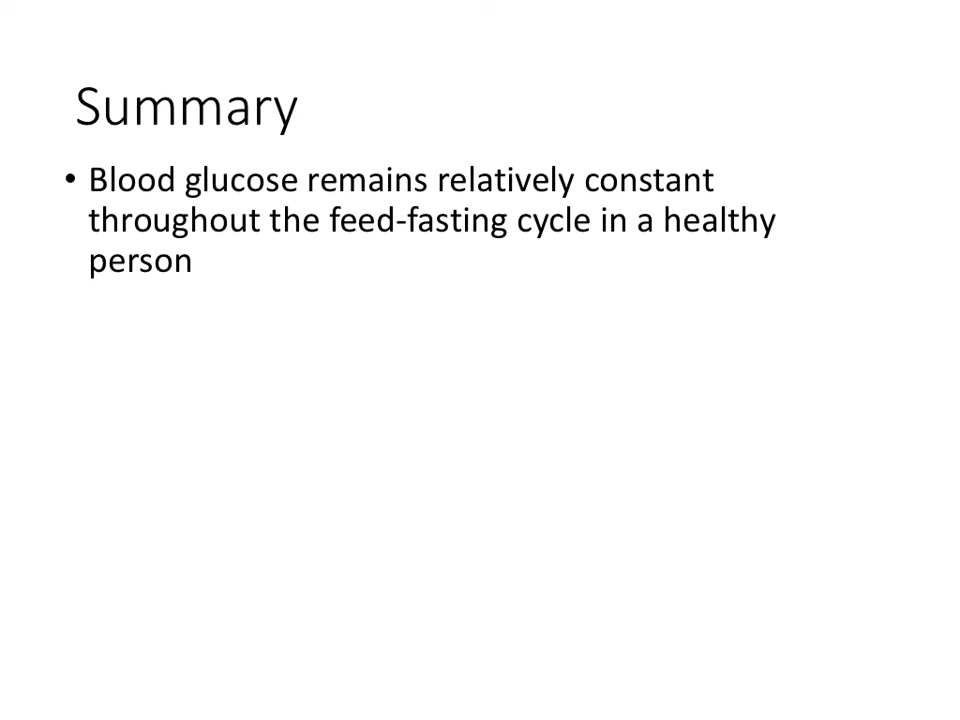 Summary
• Blood glucose remains relatively constant
throughout the feed-fasting cycle in a healthy
person